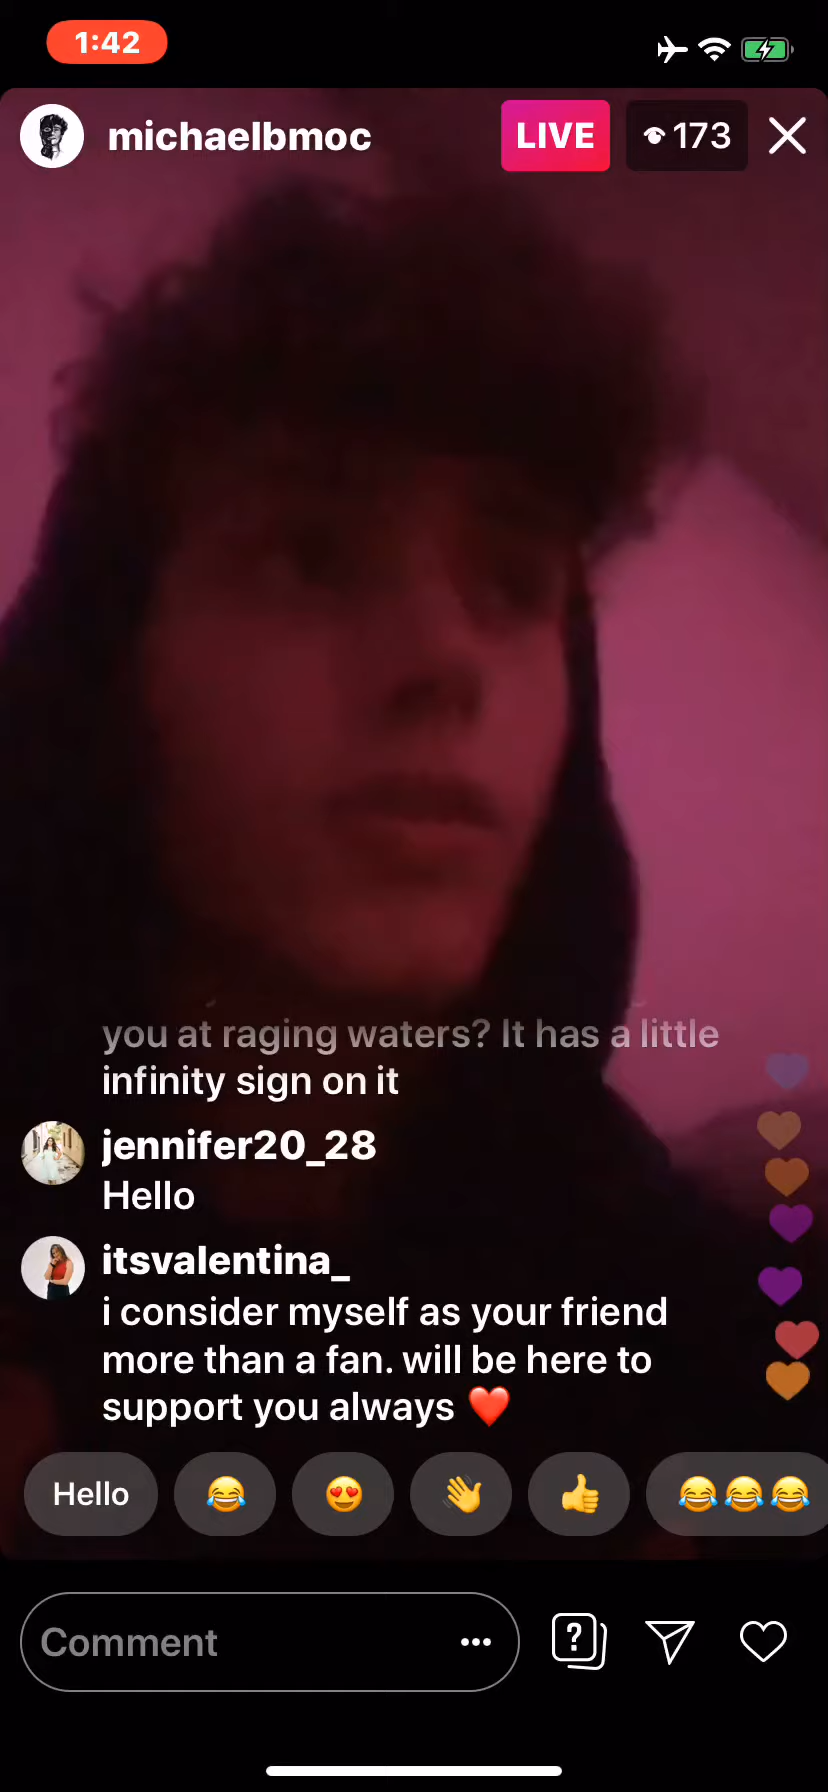 1:42
michaelbmoc
LIVE
173
you at raging waters? It has a little
infinity sign on it
jennifer20_28
Hello
itsvalentina_
i consider myself as your friend
more than a fan. will be here to
support you always ❤️
Hello 😂 😍 👋 👍 😂😂😂
Comment